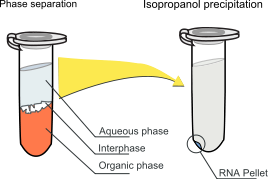 Phase separation
Isopropanol precipitation
Aqueous phase
Interphase
Organic phase
RNA Pellet